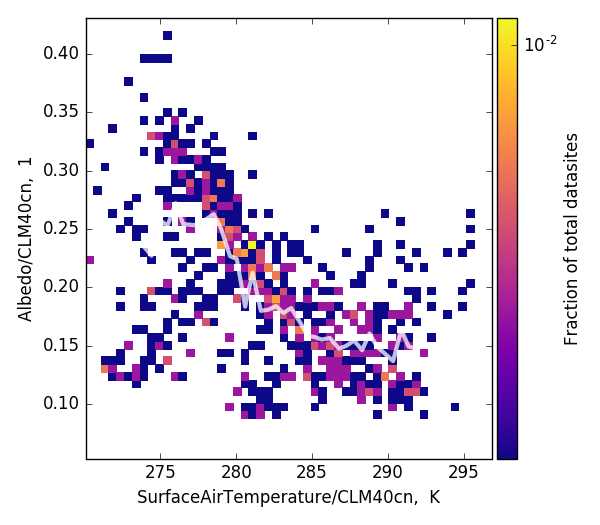 0.40
0.35
0.30
0.25
0.20
0.15
0.10
Albedo/CLM40cn, 1
275 280 285 290 295
SurfaceAirTemperature/CLM40cn, K
10-2
Fraction of total datasites